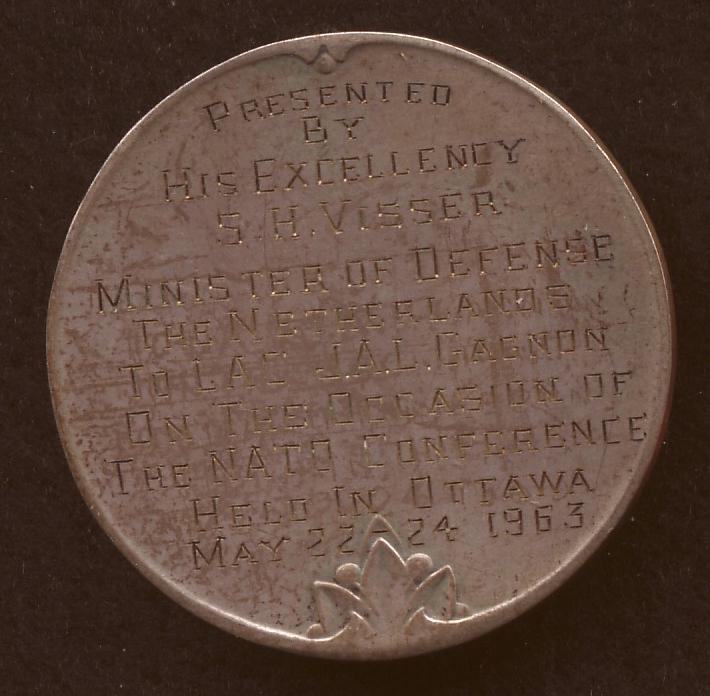 PRESENTED
BY
HIS EXCELLENCY
S.H. VISSER
MINISTER OF DEFENSE
THE NETHERLANDS
TO LAC J.A.L. GAGNON
ON THE OCCASION OF
THE NATO CONFERENCE
HELD IN OTTAWA
MAY 22-24 1963